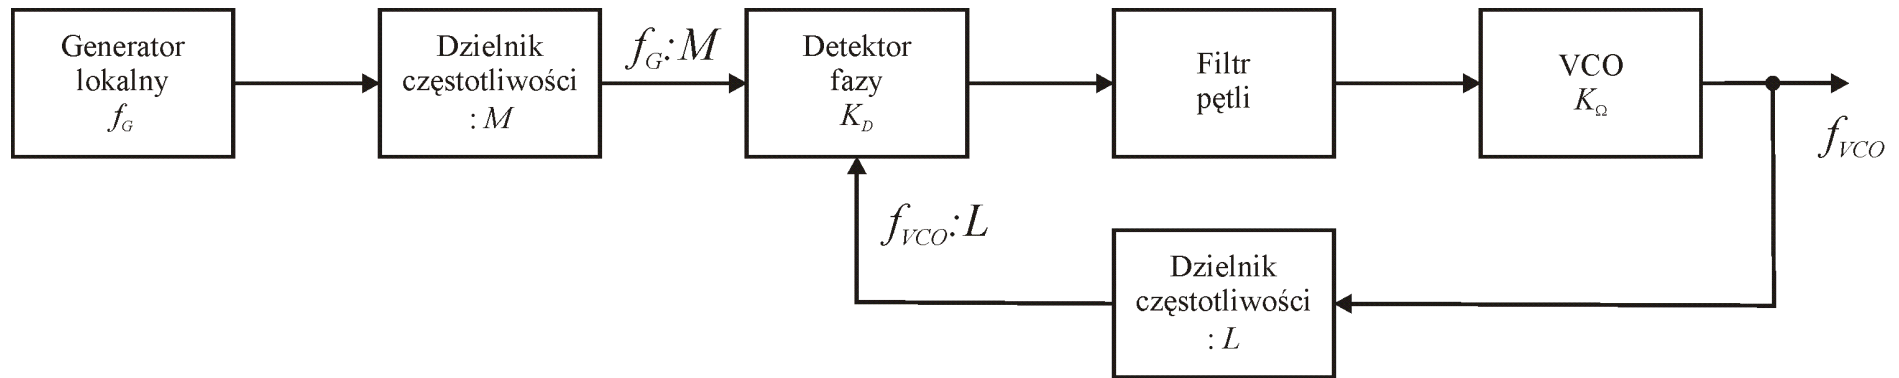 Generator
lokalny
f_G
Dzielnik
częstotliwości
: M
f_G:M
Detektor
fazy
K_D
Filtr
pętli
VCO
K_Ω
f_VCO
f_VCO:L
Dzielnik
częstotliwości
: L